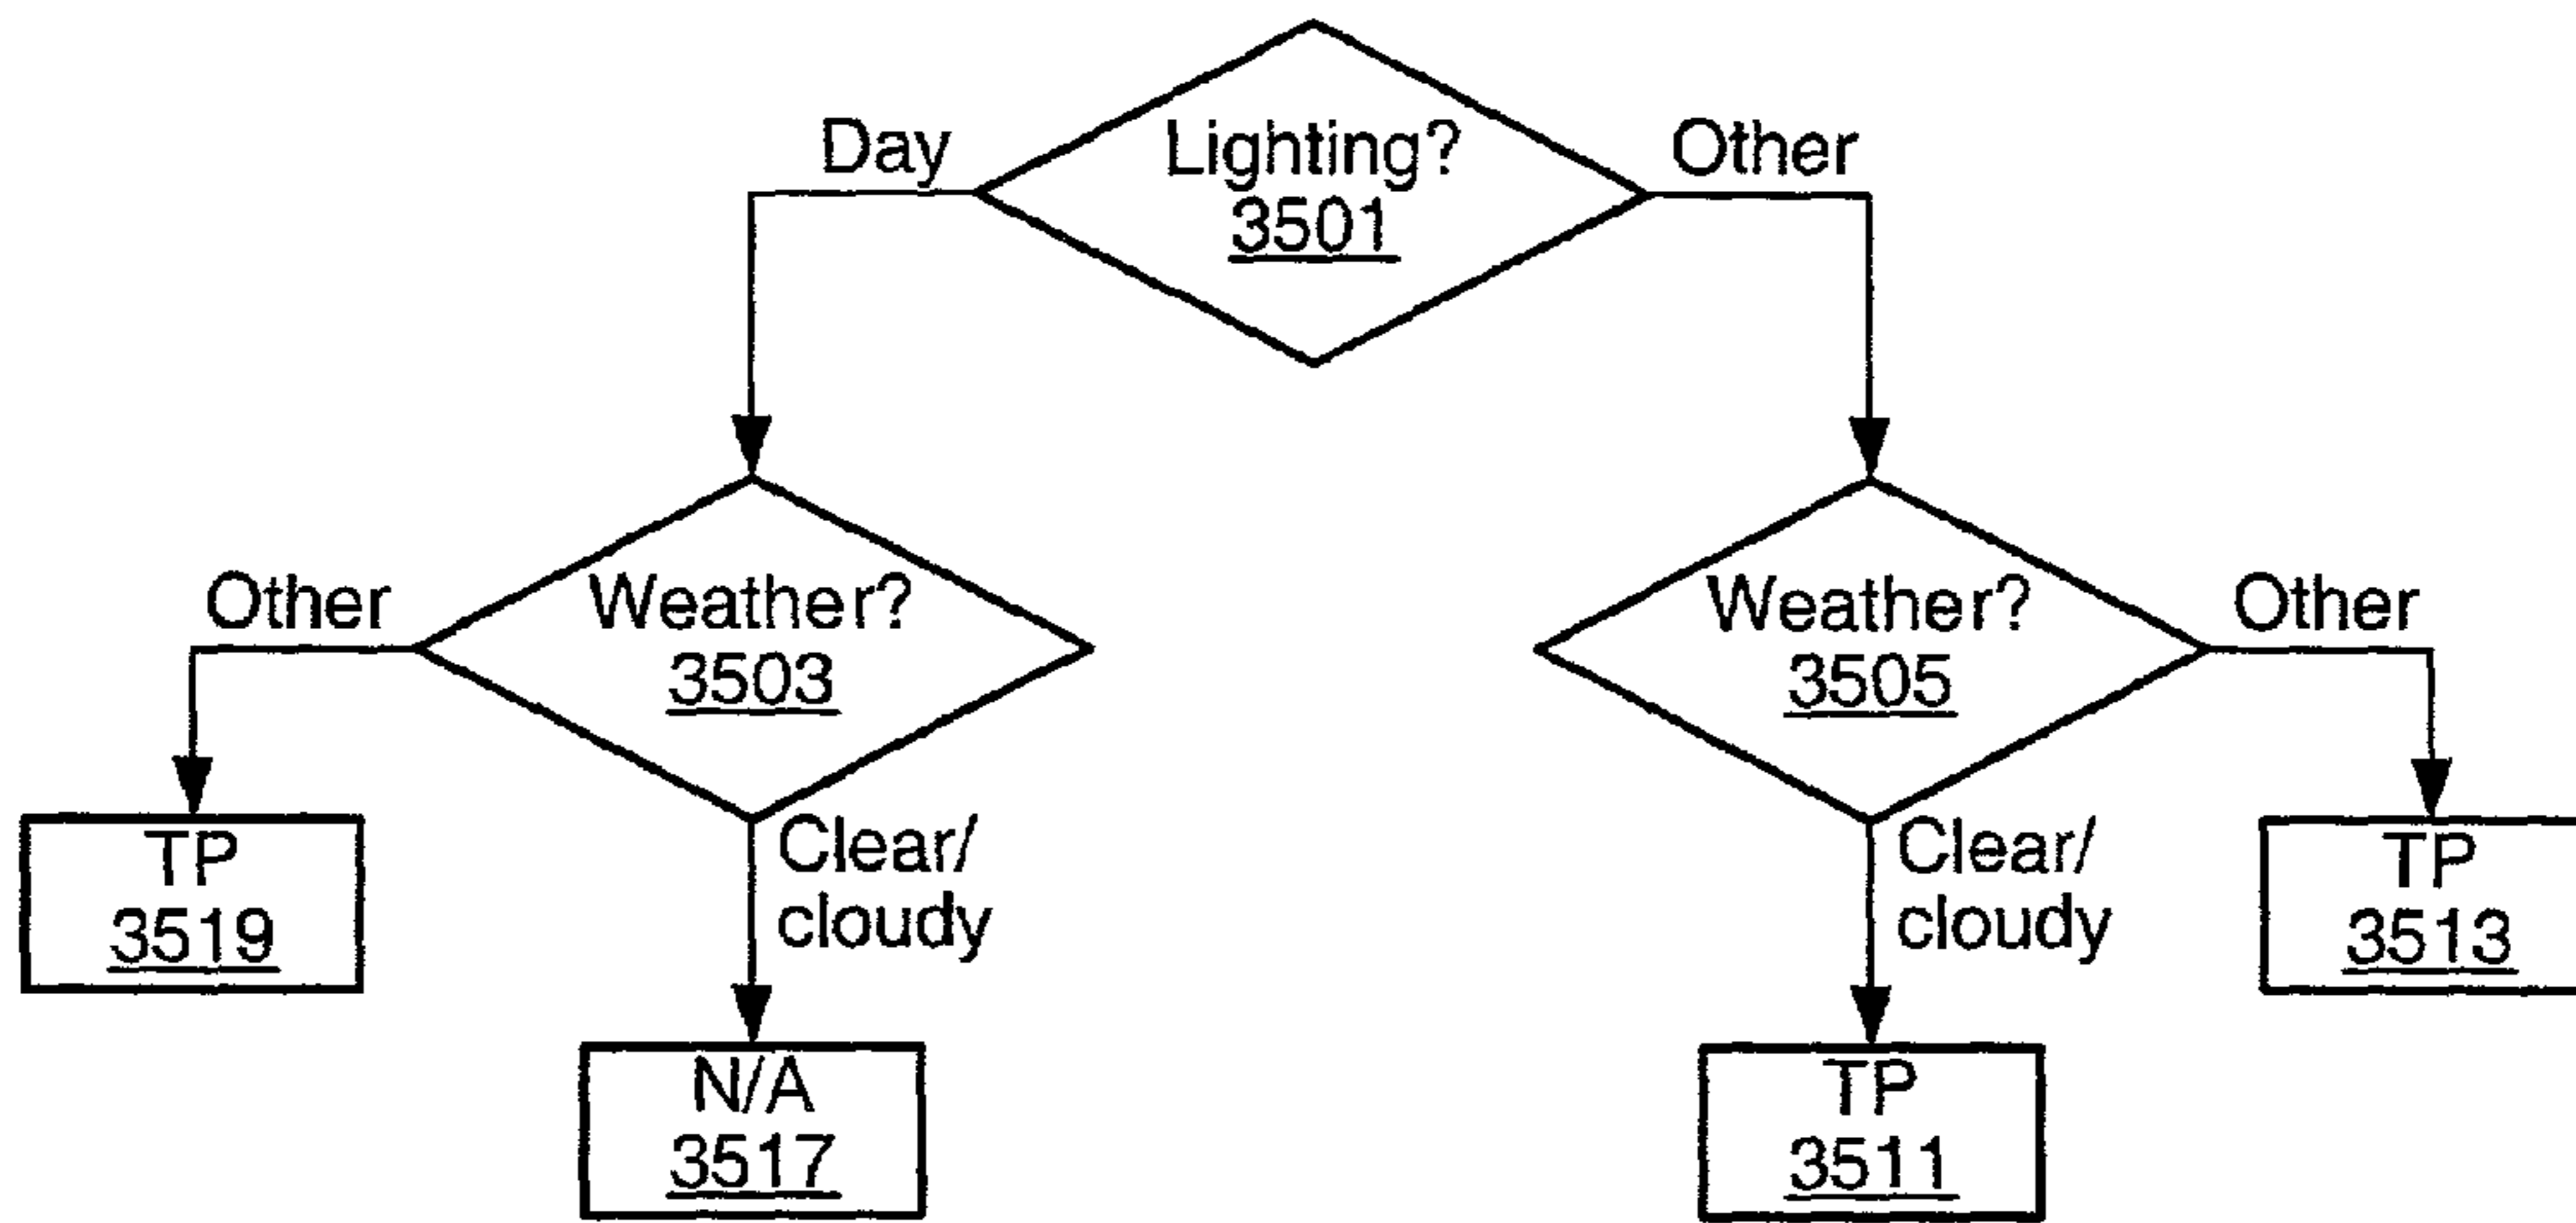 Day
Lighting?
Other
3501
Other
Weather?
3503
Weather?
3505
Other
TP
3519
Clear/
cloudy
Clear/
cloudy
TP
3513
N/A
3517
TP
3511